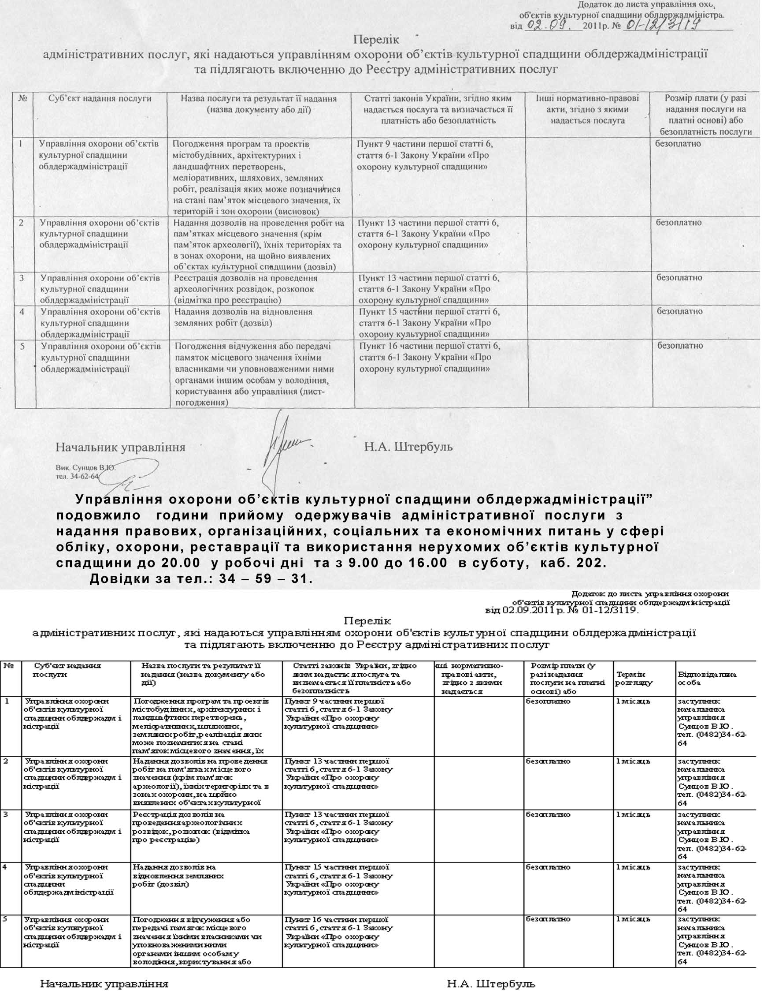 Додаток до листа управління
об'єктів культурної спадщини
від 02.09. 2011р. № 01-12/3119
Перелік
адміністративних послуг, які надаються управлінням охорони об’єктів культурної спадщини облдержадміністрації
та підлягають включенню до Реєстру адміністративних послуг
№
Суб’єкт надання послуги
Назва послуги та результат її надання
(назва документу або дії)
Статті законів України, згідно яким
надається послуга та визначається її
платність або безоплатність
Інші нормативно-правові
акти, згідно з якими
надається послуга
Розмір плати (у разі
надання послуги на
платні основі) або
безоплатність послуги
1
Управління охорони об’єктів
культурної спадщини
облдержадміністрації
Погодження програм та проектів
містобудівних, архітектурних і
ландшафтних перетворень,
меліоративних, шляхових, земляних
робіт, реалізація яких може позначитися
на стані пам’яток місцевого значення, їх
територій і зон охорони (висновок)
Пункт 9 частини першої статті 6,
стаття 6-1 Закону України «Про
охорону культурної спадщини»
безоплатно
2
Управління охорони об’єктів
культурної спадщини
облдержадміністрації
Надання дозволів на проведення робіт на
пам’ятках місцевого значення (крім
пам’яток археології), їхніх територіях та
в зонах охорони, на щойно виявлених
об’єктах культурної спадщини (дозвіл)
Пункт 13 частини першої статті 6,
стаття 6-1 Закону України «Про
охорону культурної спадщини»
безоплатно
3
Управління охорони об’єктів
культурної спадщини
облдержадміністрації
Реєстрація дозволів на проведення
археологічних розвідок, розкопок
(відмітка про реєстрацію)
Пункт 13 частини першої статті 6,
стаття 6-1 Закону України «Про
охорону культурної спадщини»
безоплатно
4
Управління охорони об’єктів
культурної спадщини
облдержадміністрації
Надання дозволів на відновлення
земляних робіт (дозвіл)
Пункт 15 частини першої статті 6,
стаття 6-1 Закону України «Про
охорону культурної спадщини»
безоплатно
5
Управління охорони об’єктів
культурної спадщини
облдержадміністрації
Погодження відчуження або передачі
памяток місцевого значення їхніми
власниками чи уповноваженими ними
органами іншим особам у володіння,
користування або управління (лист-
погодження)
Пункт 16 частини першої статті 6,
стаття 6-1 Закону України «Про
охорону культурної спадщини»
безоплатно
Начальник управління Н.А. Штербуль
Вик. Сунцов В.Ю.
тел. 34-62-64
Управління охорони об’єктів культурної спадщини облдержадміністрації”
подовжило години прийому одержувачів адміністративної послуги з
надання правових, організаційних, соціальних та економічних питань у сфері
обліку, охорони, реставрації та використання нерухомих об’єктів культурної
спадщини до 20.00 у робочі дні та з 9.00 до 16.00 в суботу, каб. 202.
Довідки за тел.: 34 – 59 – 31.
Додаток до листа управління охорони
об'єктів культурної спадщини облдержадміністрації
від 02.09.2011 р. № 01-12/3119.
Перелік
адміністративних послуг, які надаються управлінням охорони об'єктів культурної спадщини облдержадміністрації
та підлягають включенню до Реєстру адміністративних послуг
№
Суб'єкт надання
послуги
Назва послуги та результат її
надання (назва документу або
дії)
Статті законів України, згідно
яким надається послуга та
визначається її платність або
безоплатність
нормативно-
правові акти,
згідно з якими
надається
Розмір плати (у
разі надання
послуги на платні
основі) або
Термін
розгляду
Відповідальна
особа
1
Управління охорони
об'єктів культурної
спадщини облдержадмі
ністрації
Погодження програм та проектів
містобудівних, архітектурних і
ландшафтних перетворень,
меліоративних, шляхових,
земляних робіт, реалізація яких
може позначитися на стані
пам'яток місцевого значення, їх
Пункт 9 частини першої
статті 6, стаття 6-1 Закону
України «Про охорону
культурної спадщини»
безоплатно
1 місяць
заступник
начальника
управління
Сунцов В.Ю.
тел. (0482)34-62-
64
2
Управління охорони
об'єктів культурної
спадщини облдержадмі
ністрації
Надання дозволів на проведення
робіт на пам'ятках місцевого
значення (крім пам'яток
археології), їхніх територіях та в
зонах охорони, на щойно
виявлених об'єктах культурної
Пункт 13 частини першої
статті 6, стаття 6-1 Закону
України «Про охорону
культурної спадщини»
безоплатно
1 місяць
заступник
начальника
управління
Сунцов В.Ю.
тел. (0482)34-62-
64
3
Управління охорони
об'єктів культурної
спадщини облдержадмі
ністрації
Реєстрація дозволів на
проведення археологічних
розвідок, розкопок (відмітка
про реєстрацію)
Пункт 13 частини першої
статті 6, стаття 6-1 Закону
України «Про охорону
культурної спадщини»
безоплатно
1 місяць
заступник
начальника
управління
Сунцов В.Ю.
тел. (0482)34-62-
64
4
Управління охорони
об'єктів культурної
спадщини
облдержадміністрації
Надання дозволів на
відновлення земляних
робіт (дозвіл)
Пункт 15 частини першої
статті 6, стаття 6-1 Закону
України «Про охорону
культурної спадщини»
безоплатно
1 місяць
заступник
начальника
управління
Сунцов В.Ю.
тел. (0482)34-62-
64
5
Управління охорони
об'єктів культурної
спадщини облдержадмі
ністрації
Погодження відчуження або
передачі памяток місцевого
значення їхніми власниками чи
уповноваженими ними
органами іншим особам у
володіння, користування або
Пункт 16 частини першої
статті 6, стаття 6-1 Закону
України «Про охорону
культурної спадщини»
безоплатно
1 місяць
заступник
начальника
управління
Сунцов В.Ю.
тел. (0482)34-62-
64
Начальник управління Н.А. Штербуль